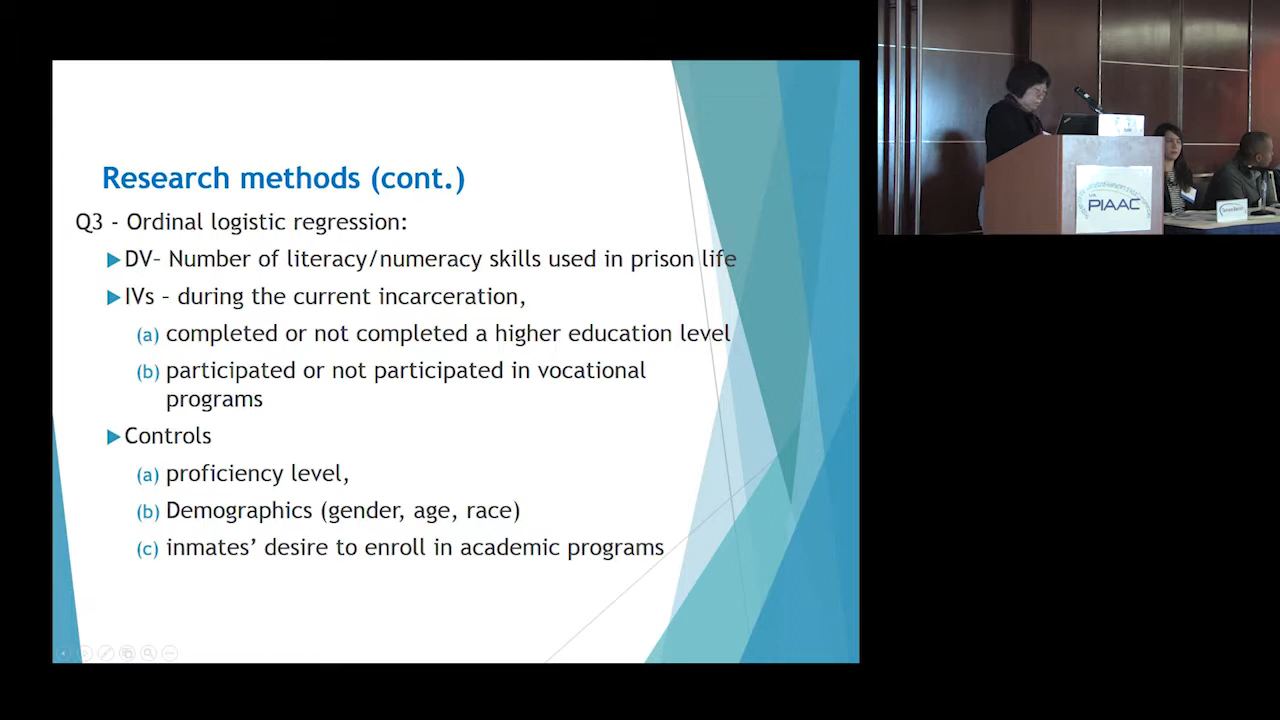 Research methods (cont.)
Q3 - Ordinal logistic regression:
DV– Number of literacy/numeracy skills used in prison life
IVs – during the current incarceration,
(a) completed or not completed a higher education level
(b) participated or not participated in vocational
programs
Controls
(a) proficiency level,
(b) Demographics (gender, age, race)
(c) inmates’ desire to enroll in academic programs
PIAAC